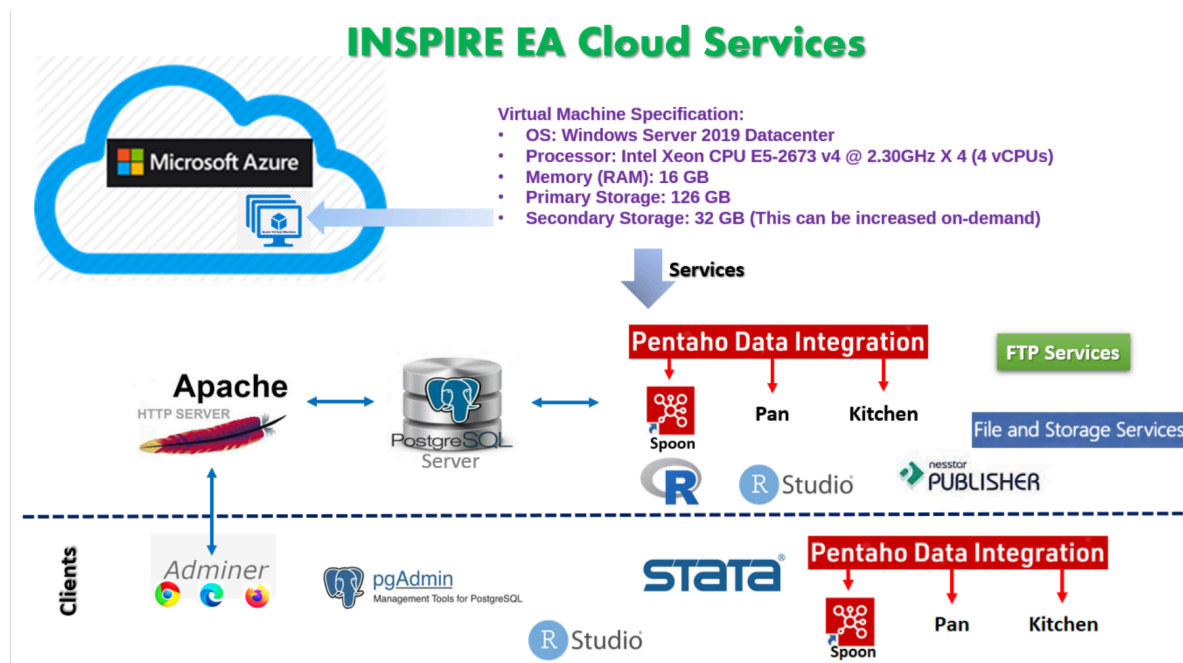 INSPIRE EA Cloud Services
Microsoft Azure
Virtual Machine Specification:
• OS: Windows Server 2019 Datacenter
• Processor: Intel Xeon CPU E5-2673 v4 @ 2.30GHz X 4 (4 vCPUs)
• Memory (RAM): 16 GB
• Primary Storage: 126 GB
• Secondary Storage: 32 GB (This can be increased on-demand)
Services
Pentaho Data Integration
Spoon
Pan
Kitchen
FTP Services
File and Storage Services
Apache
HTTP SERVER
PostgreSQL
Server
R
R Studio
nesstar
PUBLISHER
Clients
Adminer
pgAdmin
Management Tools for PostgreSQL
R Studio
STATA
Pentaho Data Integration
Spoon
Pan
Kitchen